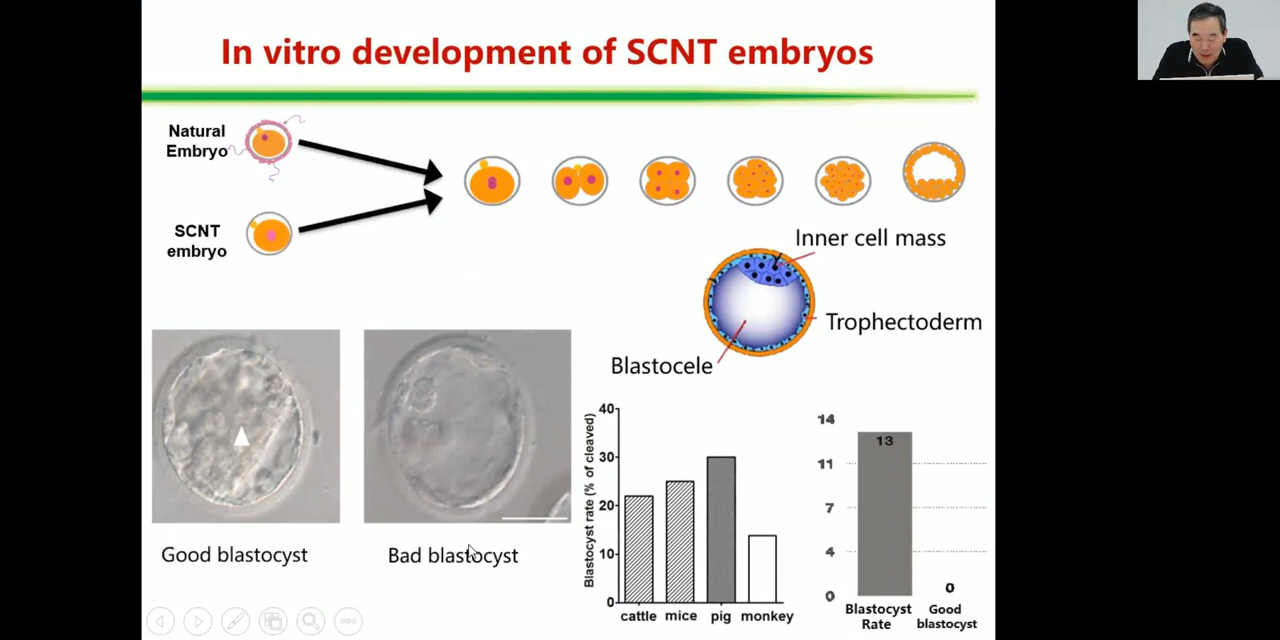 In vitro development of SCNT embryos
Natural
Embryo
SCNT
embryo
Inner cell mass
Trophectoderm
Blastocele
Good blastocyst
Bad blastocyst
Blastocyst rate (% of cleaved)
40
30
20
10
0
cattle mice pig monkey
14
11
7
4
0
13
0
Blastocyst
Rate
Good
blastocyst